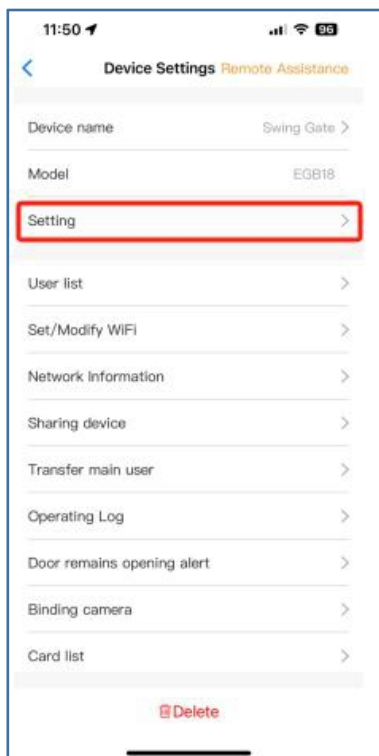 11:50 96
Device Settings Remote Assistance
Device name Swing Gate
Model EGB18
Setting
User list
Set/Modify WiFi
Network Information
Sharing device
Transfer main user
Operating Log
Door remains opening alert
Binding camera
Card list
Delete